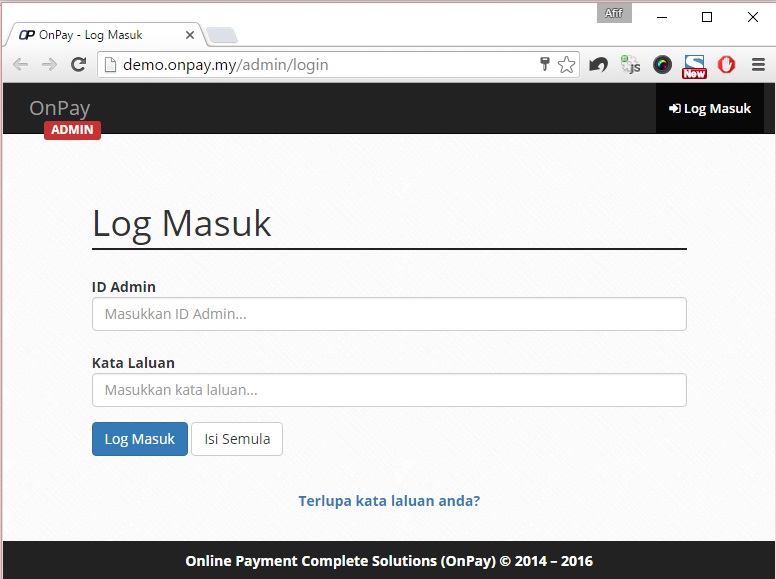 Afif
OP OnPay - Log Masuk
demo.onpay.my/admin/login
JS
New
OnPay
ADMIN
Log Masuk
Log Masuk
ID Admin
Masukkan ID Admin...
Kata Laluan
Masukkan kata laluan...
Log Masuk Isi Semula
Terlupa kata laluan anda?
Online Payment Complete Solutions (OnPay) © 2014 – 2016